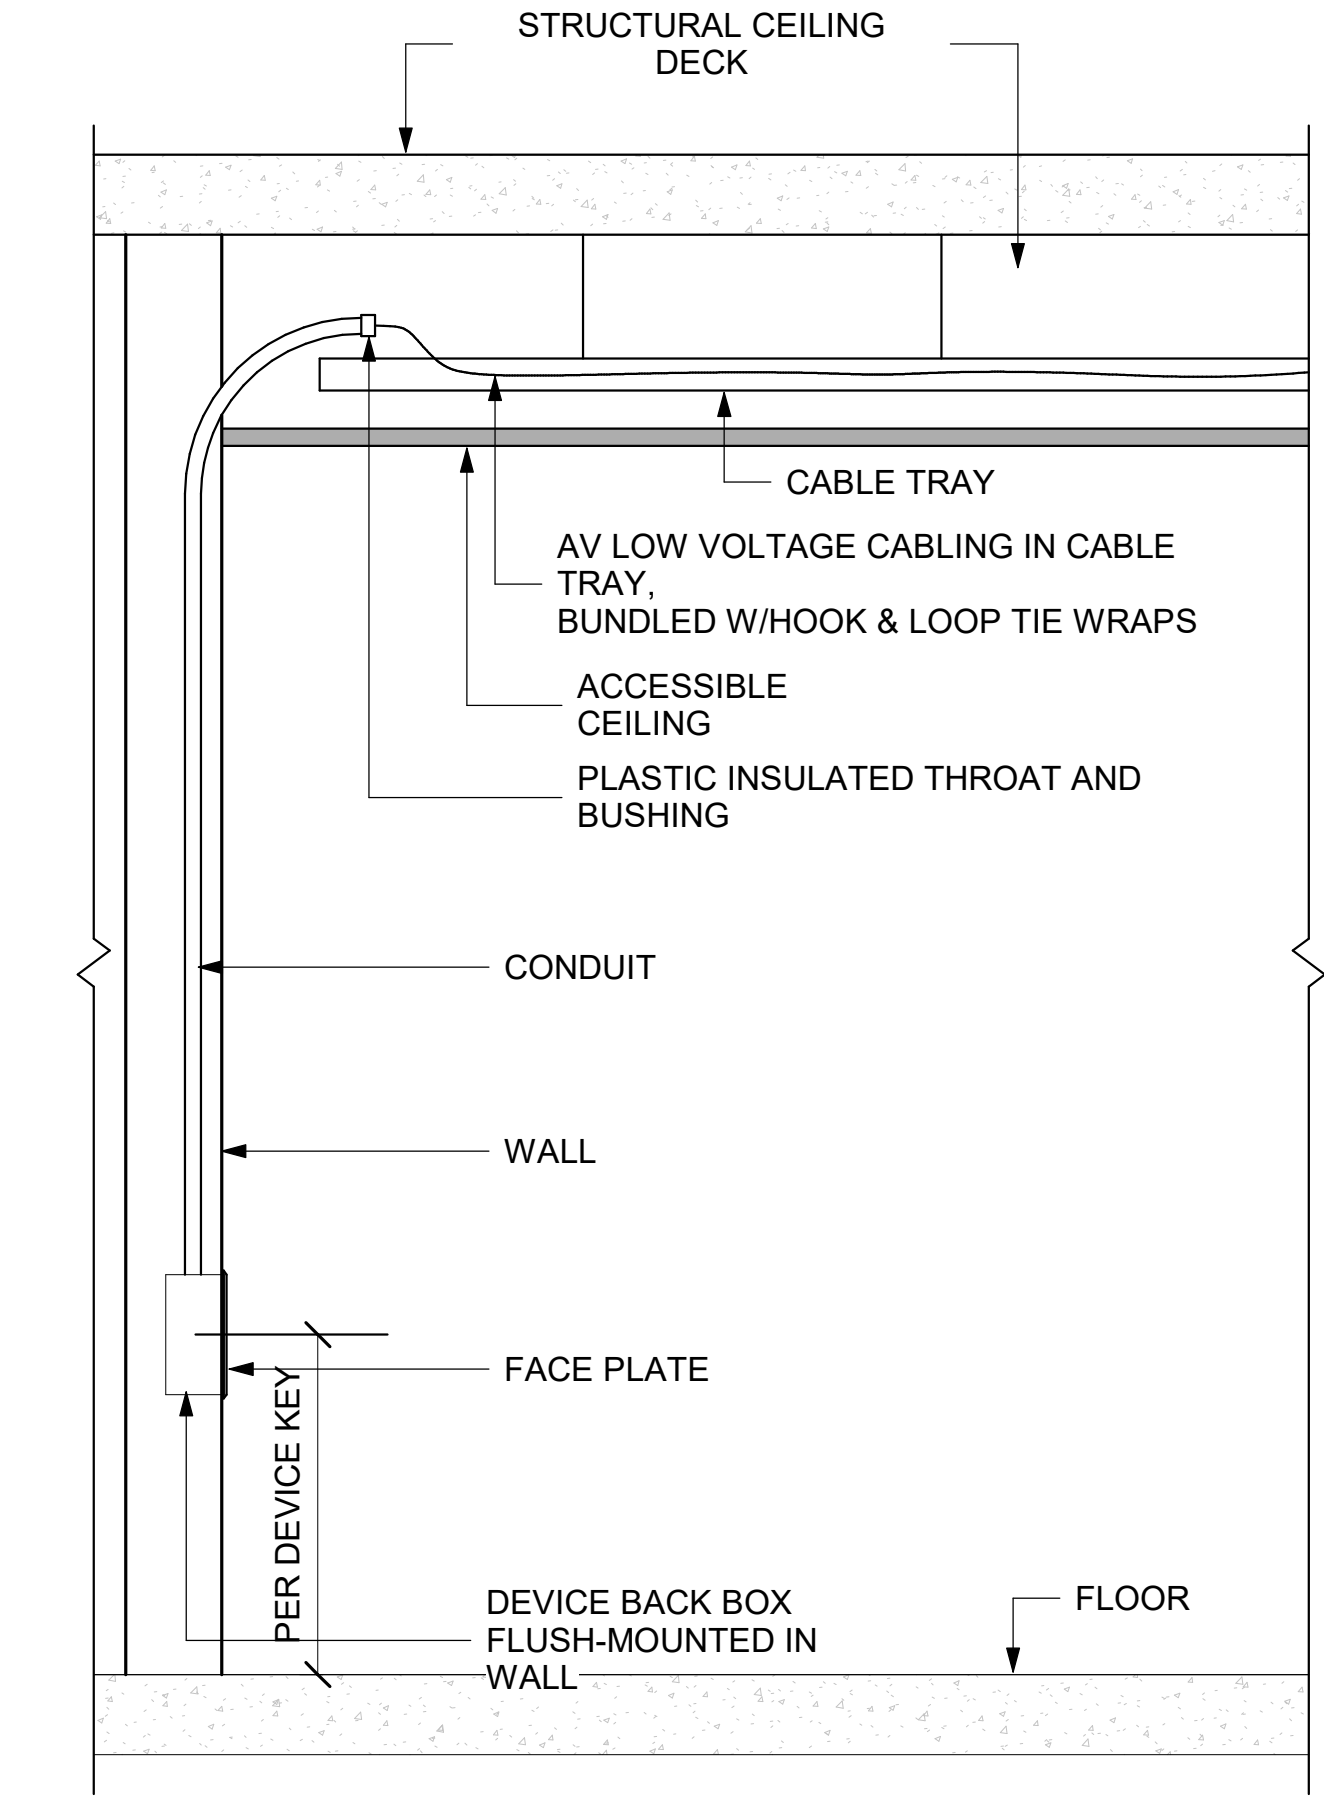 STRUCTURAL CEILING
DECK
CABLE TRAY
AV LOW VOLTAGE CABLING IN CABLE
TRAY,
BUNDLED W/HOOK & LOOP TIE WRAPS
ACCESSIBLE
CEILING
PLASTIC INSULATED THROAT AND
BUSHING
CONDUIT
WALL
FACE PLATE
PER DEVICE KEY
DEVICE BACK BOX
FLUSH-MOUNTED IN
WALL
FLOOR